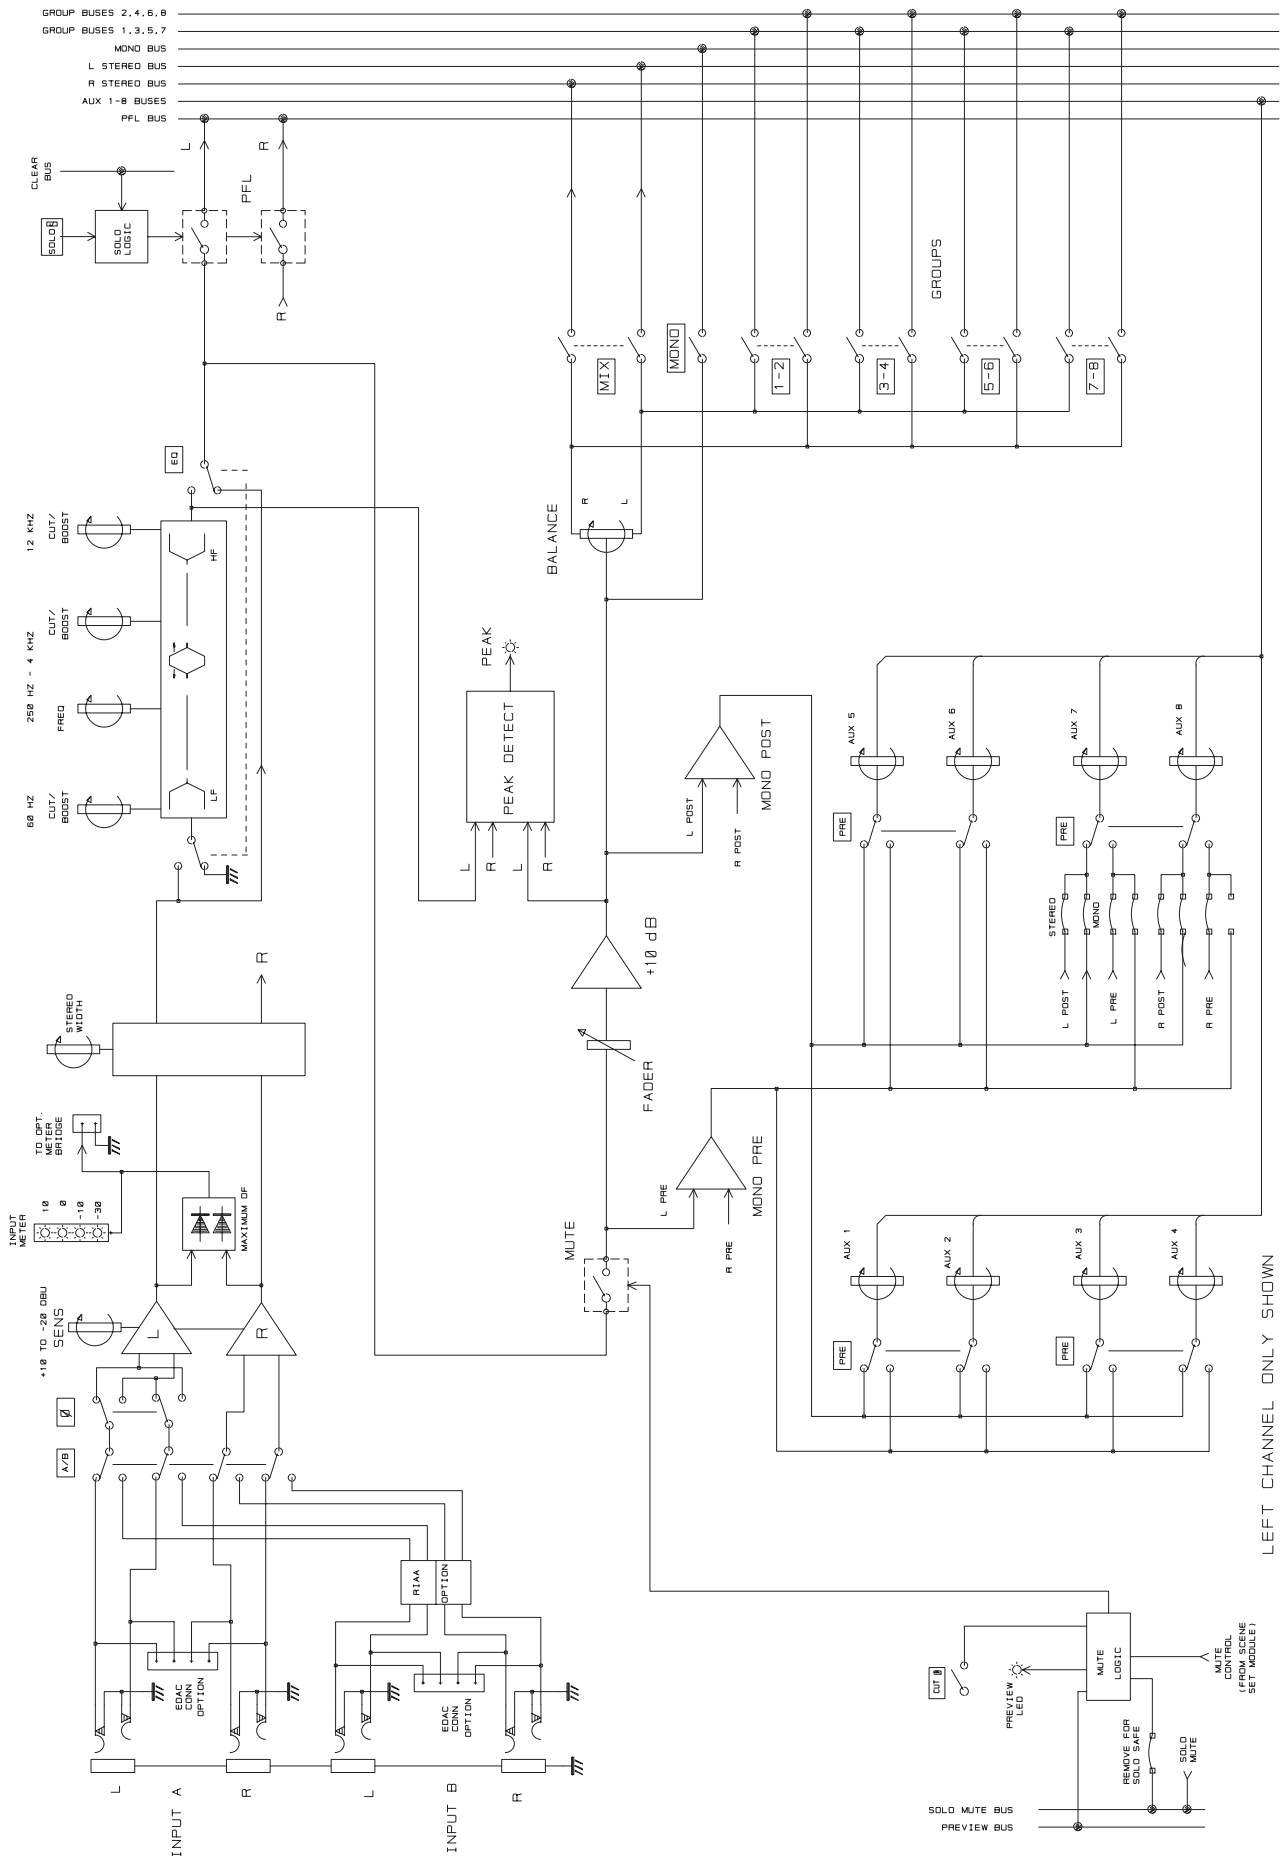 GROUP BUSES 2,4,6,8
GROUP BUSES 1,3,5,7
MONO BUS
L STEREO BUS
R STEREO BUS
AUX 1-8 BUSES
PFL BUS
CLEAR
BUS
SOLO
SOLO
LOGIC
L
R
PFL
R
GROUPS
MIX
MONO
1-2
3-4
5-6
7-8
EQ
12 KHZ
CUT/
BOOST
HF
CUT/
BOOST
250 HZ - 4 KHZ
FREQ
60 HZ
CUT/
BOOST
LF
BALANCE
R
L
PEAK
PEAK DETECT
L
R
L
R
MONO POST
L POST
R POST
AUX 5
AUX 6
AUX 7
AUX 8
PRE
PRE
STEREO
MONO
L POST
L PRE
R POST
R PRE
+10 dB
FADER
R
STEREO
WIDTH
TO OPT.
METER
BRIDGE
INPUT
METER
10
0
-10
-30
MAXIMUM OF
MONO PRE
L PRE
R PRE
MUTE
AUX 1
AUX 2
AUX 3
AUX 4
PRE
PRE
+10 TO -20 DBU
SENS
L
R
Ø
A/B
RIAA
OPTION
EDAC
CONN
OPTION
EDAC
CONN
OPTION
L
INPUT A
R
L
INPUT B
R
LEFT CHANNEL ONLY SHOWN
CUT
PREVIEW
LED
MUTE
LOGIC
MUTE
CONTROL
(FROM SCENE
SET MODULE)
REMOVE FOR
SOLO SAFE
SOLO
MUTE
SOLO MUTE BUS
PREVIEW BUS